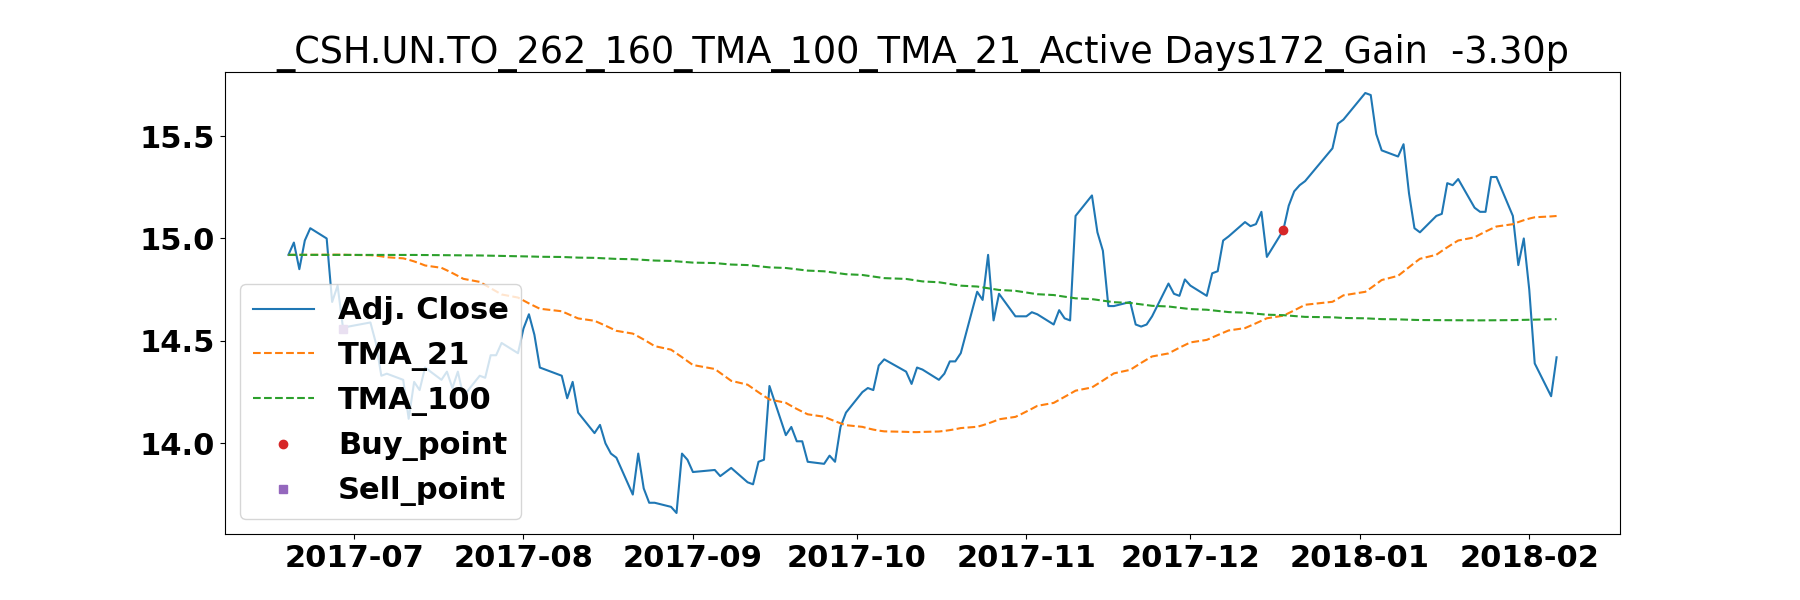 _CSH.UN.TO_262_160_TMA_100_TMA_21_Active Days172_Gain  -3.30p
15.5
15.0
14.5
14.0
Adj. Close
TMA_21
TMA_100
Buy_point
Sell_point
2017-07 2017-08 2017-09 2017-10 2017-11 2017-12 2018-01 2018-02